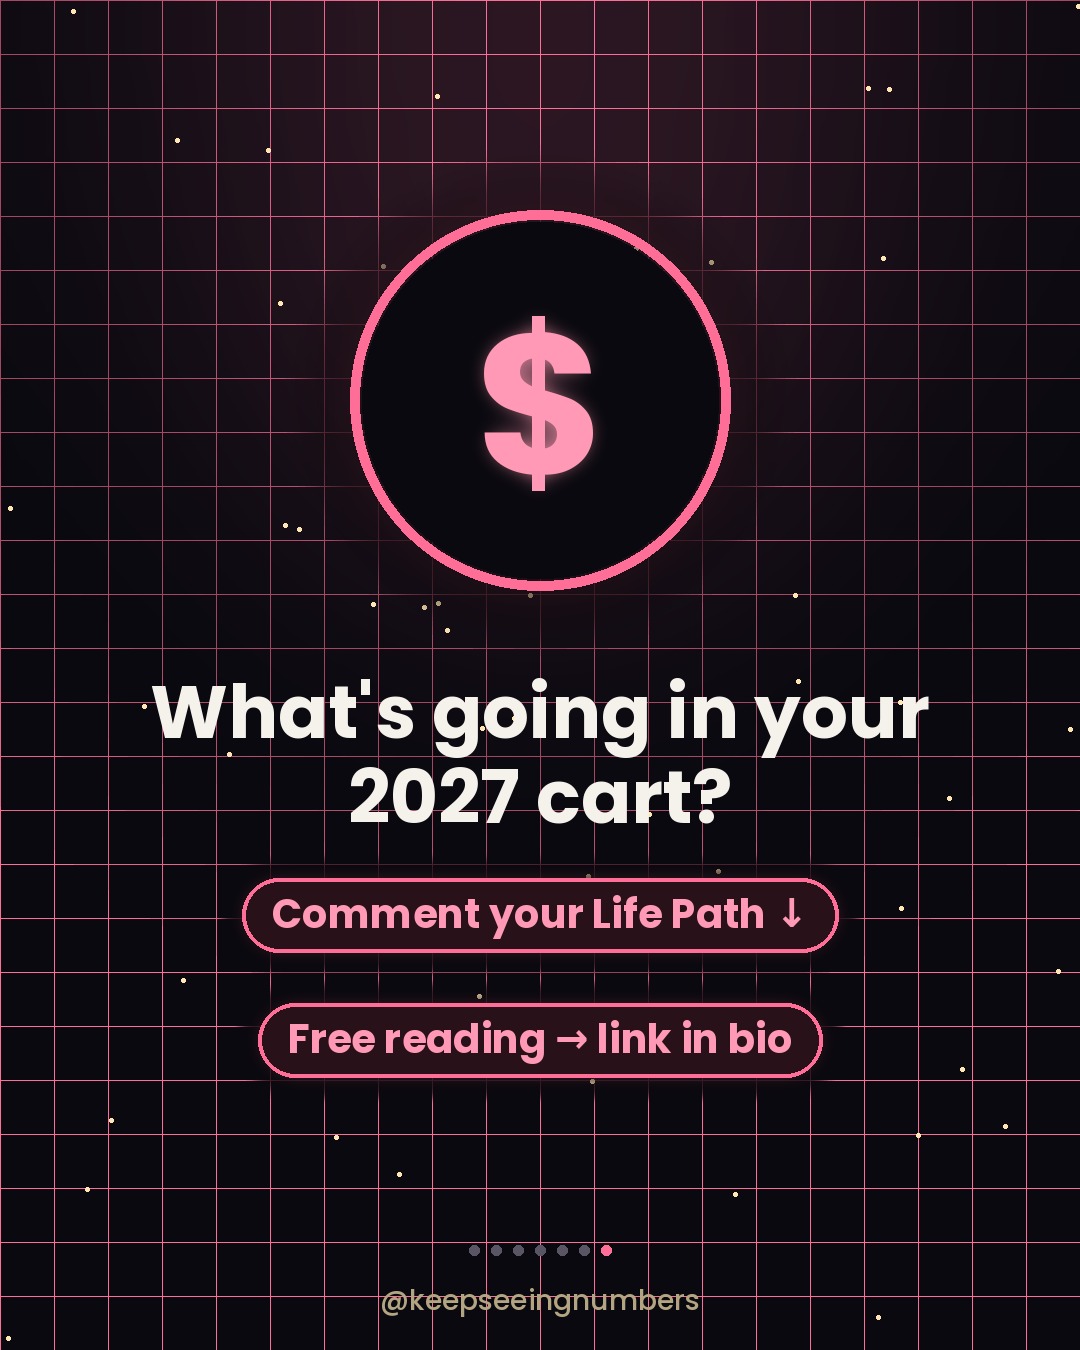 $
What's going in your
2027 cart?
Comment your Life Path ↓
Free reading → link in bio
@keepseeingnumbers